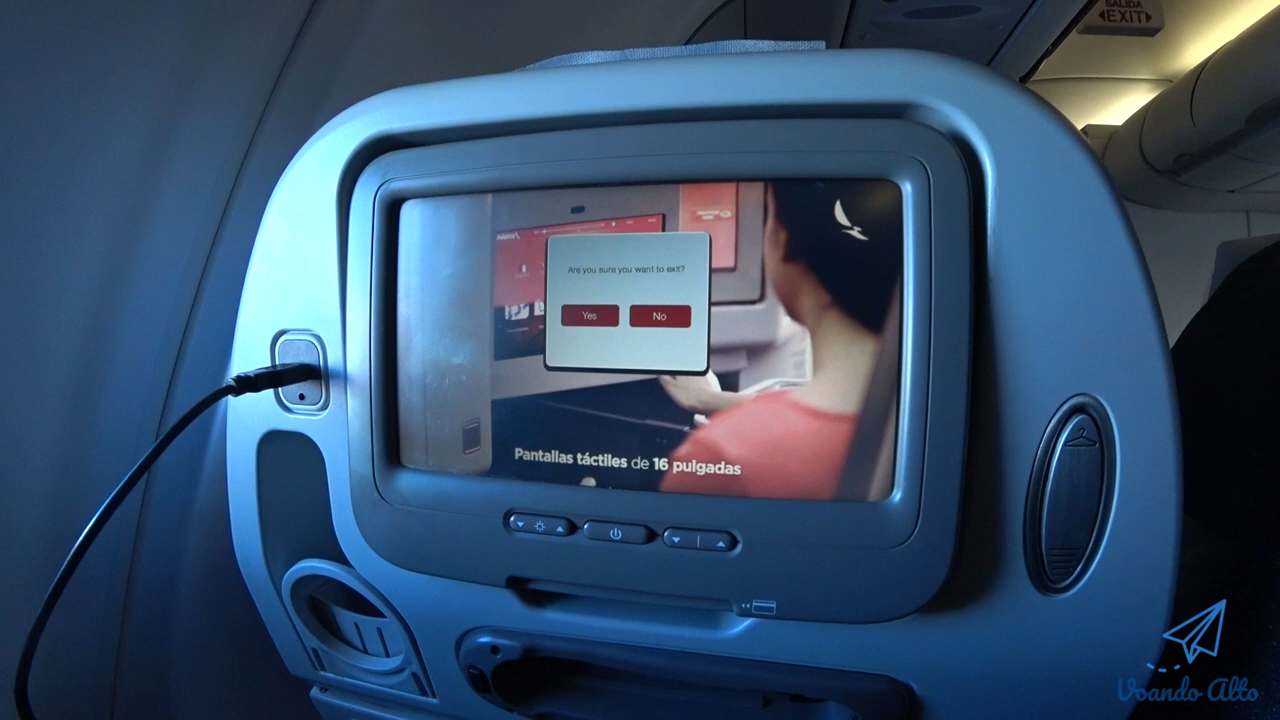 SALIDA
EXIT
Are you sure you want to exit?
Yes
No
Pantallas táctiles de 16 pulgadas
Voando Alto